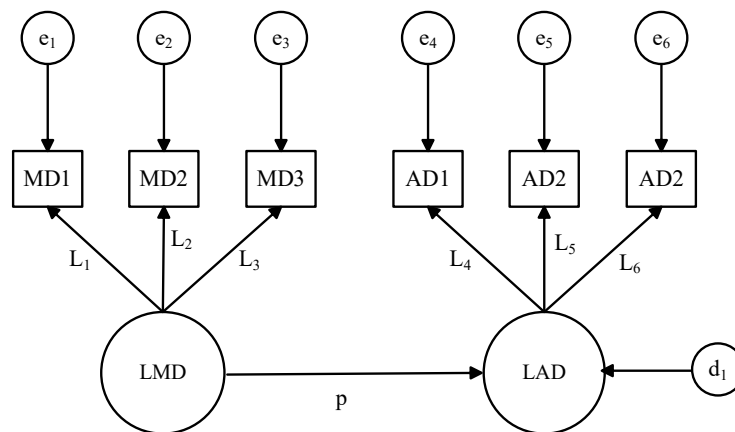 e₁ e₂ e₃ e₄ e₅ e₆
MD1 MD2 MD3 AD1 AD2 AD2
L₁ L₂ L₃ L₄ L₅ L₆
LMD LAD d₁
p